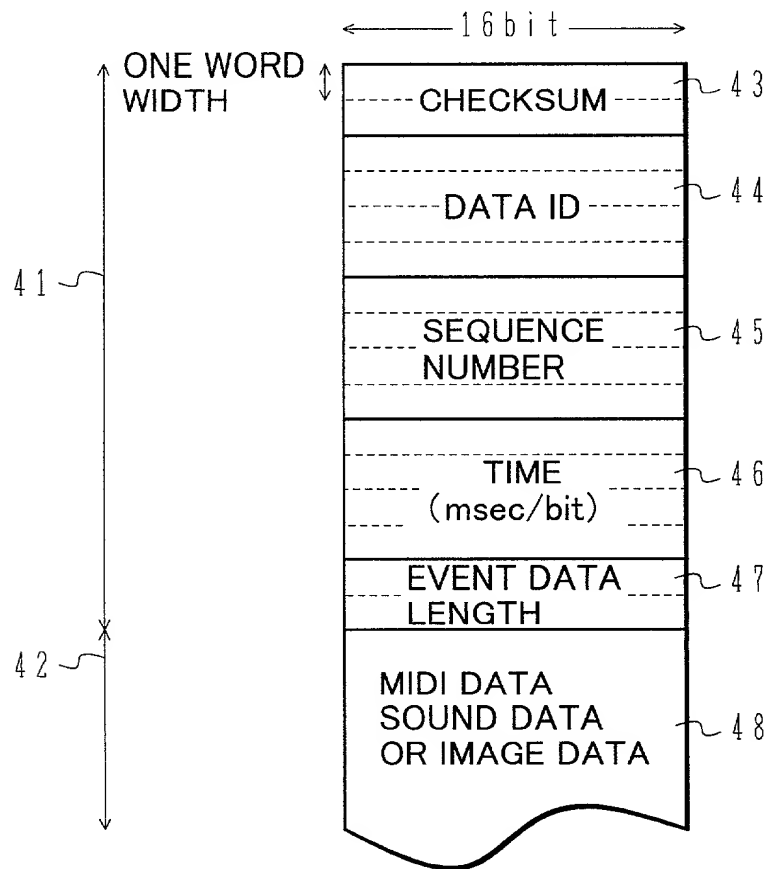 16bit
ONE WORD
WIDTH
CHECKSUM
43
DATA ID
44
41
SEQUENCE
NUMBER
45
TIME
(msec/bit)
46
EVENT DATA
LENGTH
47
42
MIDI DATA
SOUND DATA
OR IMAGE DATA
48